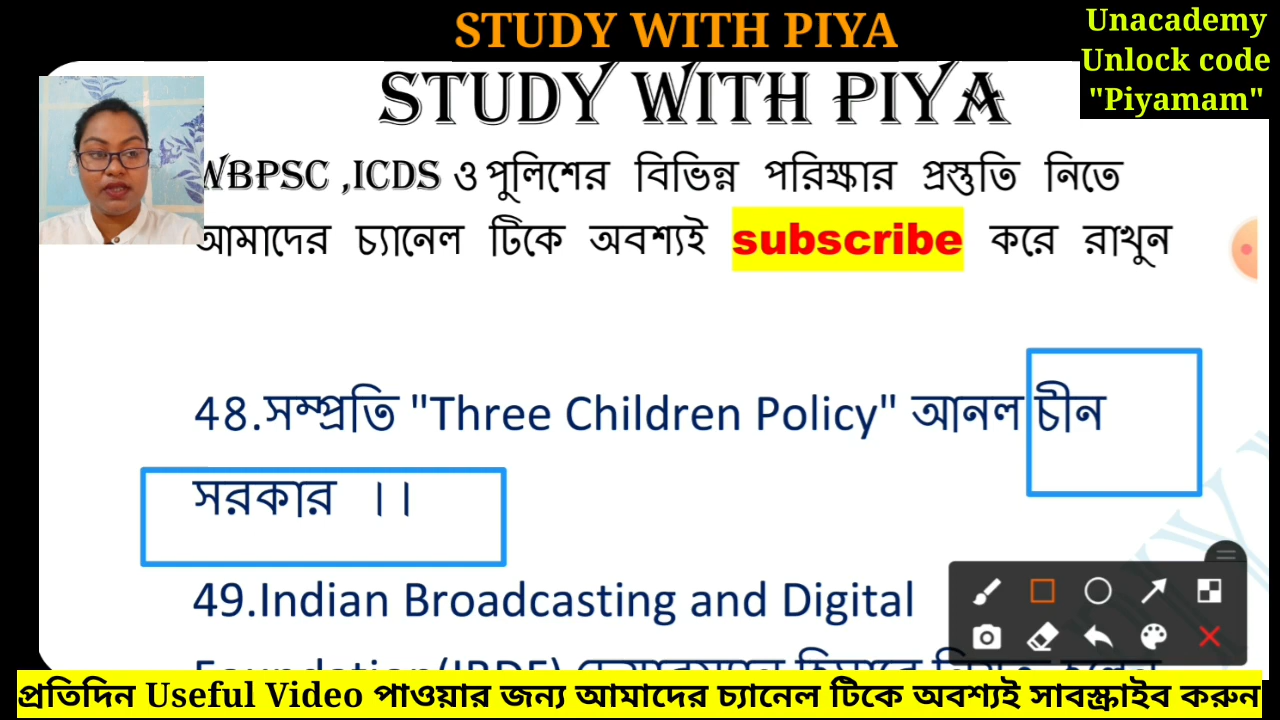 STUDY WITH PIYA
Unacademy
Unlock code
"Piyamam"
STUDY WITH PIYA
WBPSC ,ICDS ও পুলিশের বিভিন্ন পরিক্ষার প্রস্তুতি নিতে
আমাদের চ্যানেল টিকে অবশ্যই subscribe করে রাখুন
48.সম্প্রতি "Three Children Policy" আনল চীন
সরকার ।।
49.Indian Broadcasting and Digital
Foundation(IBDF)
প্রতিদিন Useful Video পাওয়ার জন্য আমাদের চ্যানেল টিকে অবশ্যই সাবস্ক্রাইব করুন